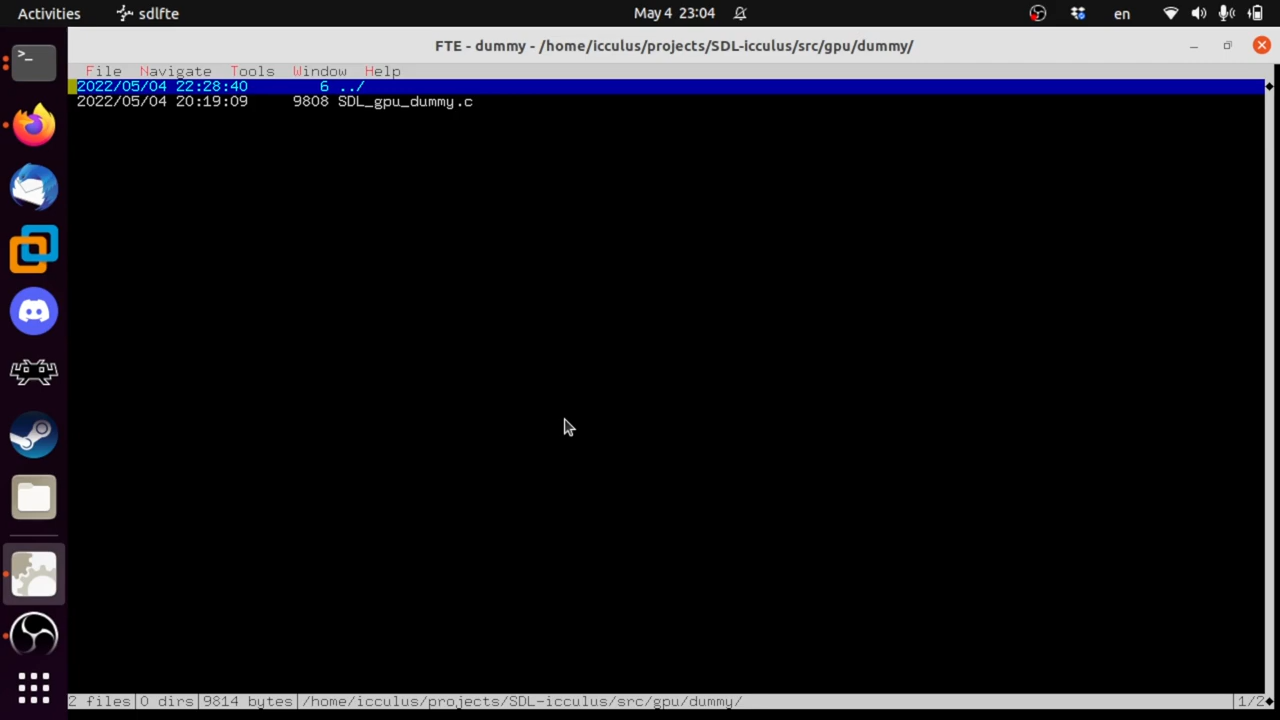 Activities sdlfte May 4 23:04 en
FTE - dummy - /home/icculus/projects/SDL-icculus/src/gpu/dummy/
File Navigate Tools Window Help
2022/05/04 22:28:40 6 ../
2022/05/04 20:19:09 9808 SDL_gpu_dummy.c
2 files|0 dirs|9814 bytes|/home/icculus/projects/SDL-icculus/src/gpu/dummy/ |1/2